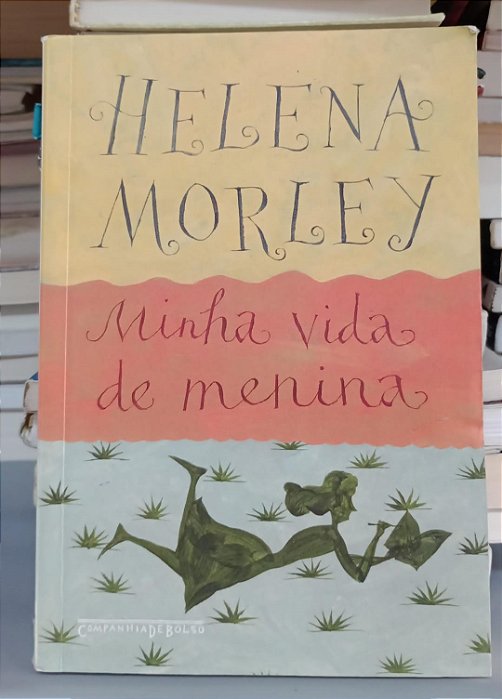 HELENA
MORLEY
Minha vida
de menina
COMPANHIA DE BOLSO